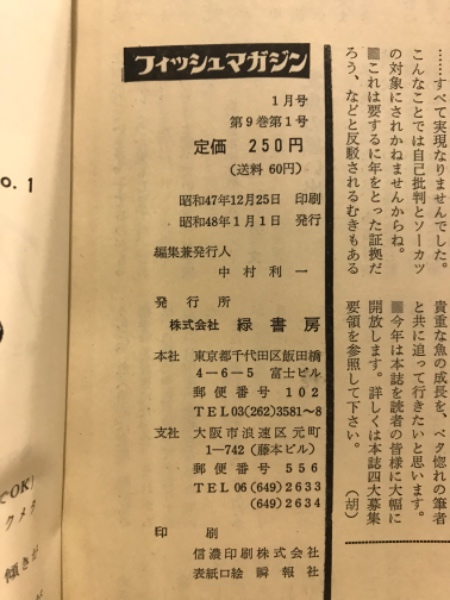 フィッシュマガジン
1月号
第9巻第1号
定価 250円
(送料 60円)
昭和47年12月25日 印刷
昭和48年1月1日 発行
編集兼発行人
中村利一
発行所
株式会社 緑書房
本社 東京都千代田区飯田橋
4-6-5 富士ビル
郵便番号 102
TEL 03(262)3581~8
支社 大阪市浪速区元町
1-742(藤本ビル)
郵便番号 556
TEL 06(649)2633
(649)2634
印刷
信濃印刷株式会社
表紙口絵 瞬報社
……すべて実現なりませんでした。
こんなことでは自己批判とソーカツ
の対象にされかねませんからね。
■これは要するに年をとった証拠だ
ろう、などと反駁されるむきもある
貴重な魚の成長を、ベタ惚れの筆者
と共に追って行きたいと思います。
■今年は本誌を読者の皆様に大幅に
開放します。詳しくは本誌四大募集
要領を参照して下さい。
(胡)
o. 1
COK)
クメタ